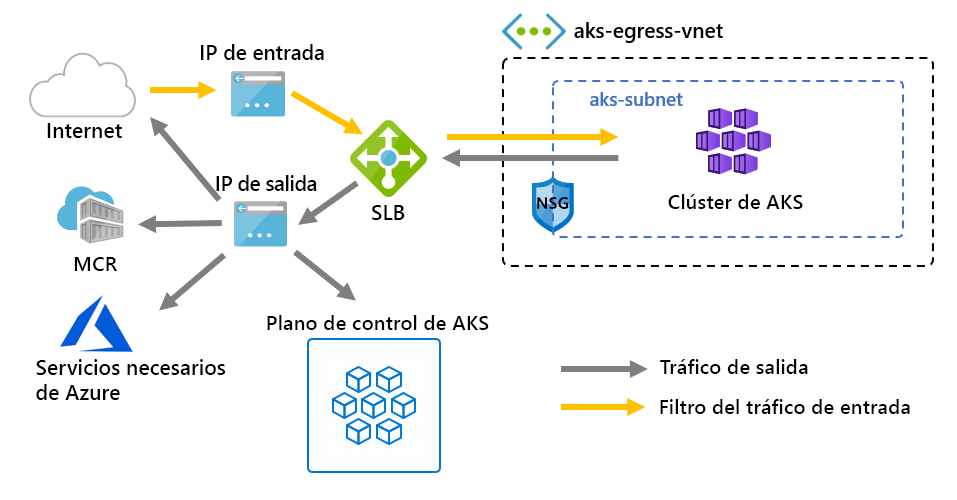 aks-egress-vnet
IP de entrada
aks-subnet
Internet
IP de salida
NSG
Clúster de AKS
SLB
MCR
Plano de control de AKS
Servicios necesarios
de Azure
Tráfico de salida
Filtro del tráfico de entrada